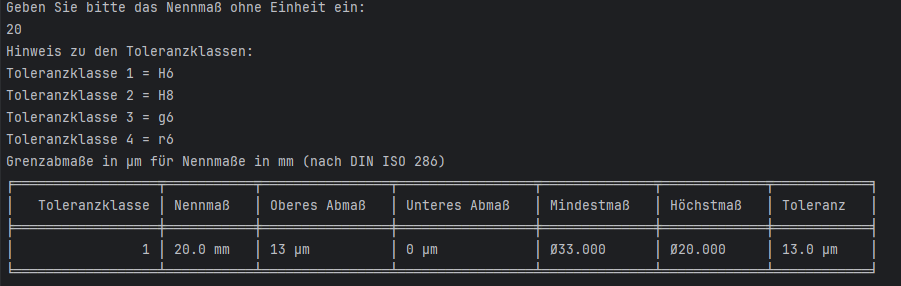 Geben Sie bitte das Nennmaß ohne Einheit ein:
20
Hinweis zu den Toleranzklassen:
Toleranzklasse 1 = H6
Toleranzklasse 2 = H8
Toleranzklasse 3 = g6
Toleranzklasse 4 = r6
Grenzabmaße in µm für Nennmaße in mm (nach DIN ISO 286)
Toleranzklasse | Nennmaß | Oberes Abmaß | Unteres Abmaß | Mindestmaß | Höchstmaß | Toleranz
1 | 20.0 mm | 13 µm | 0 µm | Ø33.000 | Ø20.000 | 13.0 µm